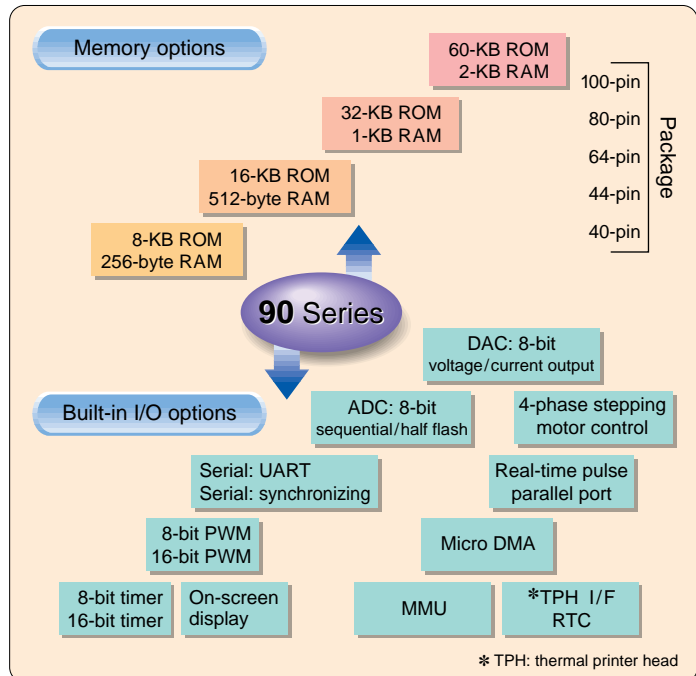 Memory options
60-KB ROM
2-KB RAM
32-KB ROM
1-KB RAM
16-KB ROM
512-byte RAM
8-KB ROM
256-byte RAM
100-pin
80-pin
64-pin
44-pin
40-pin
Package
90 Series
Built-in I/O options
DAC: 8-bit
voltage/current output
ADC: 8-bit
sequential/half flash
4-phase stepping
motor control
Serial: UART
Serial: synchronizing
Real-time pulse
parallel port
8-bit PWM
16-bit PWM
Micro DMA
8-bit timer
16-bit timer
On-screen
display
MMU
*TPH I/F
RTC
* TPH: thermal printer head